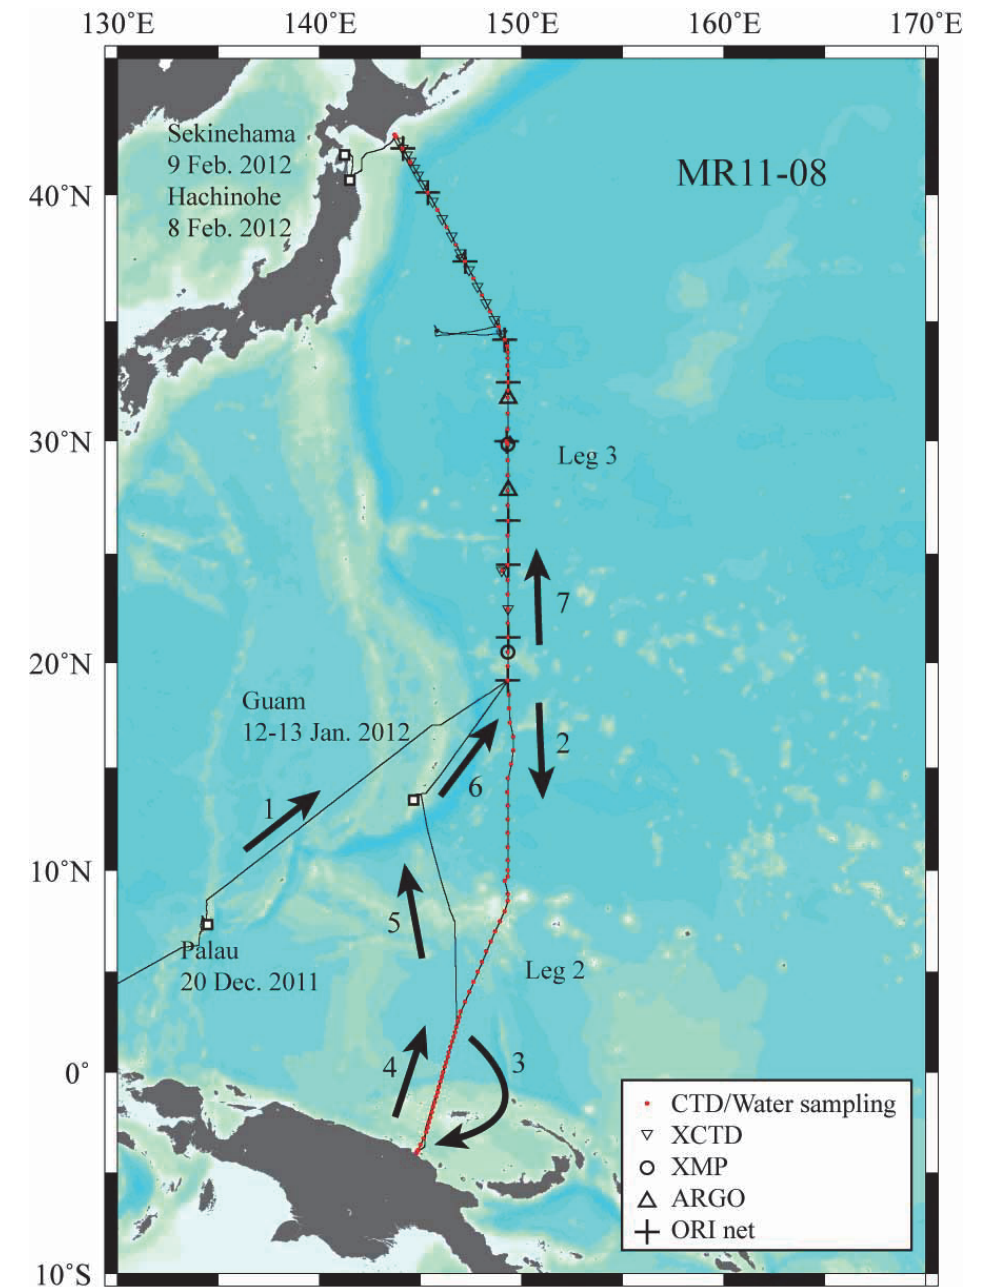 130°E 140°E 150°E 160°E 170°E
Sekinehama
9 Feb. 2012
Hachinohe
8 Feb. 2012
MR11-08
40°N
30°N
Leg 3
7
20°N
Guam
12-13 Jan. 2012
2
6
1
10°N
5
Palau
20 Dec. 2011
Leg 2
4
3
0°
CTD/Water sampling
XCTD
XMP
ARGO
ORI net
10°S